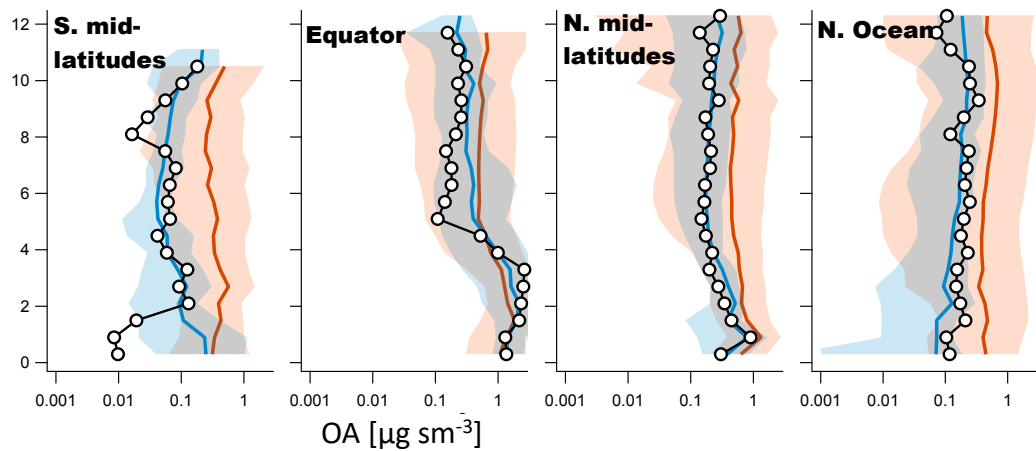 S. mid-
latitudes
Equator
N. mid-
latitudes
N. Ocean
12
10
8
6
4
2
0
0.001 0.01 0.1 1
0.001 0.01 0.1 1
0.001 0.01 0.1 1
0.001 0.01 0.1 1
OA [µg sm-3]